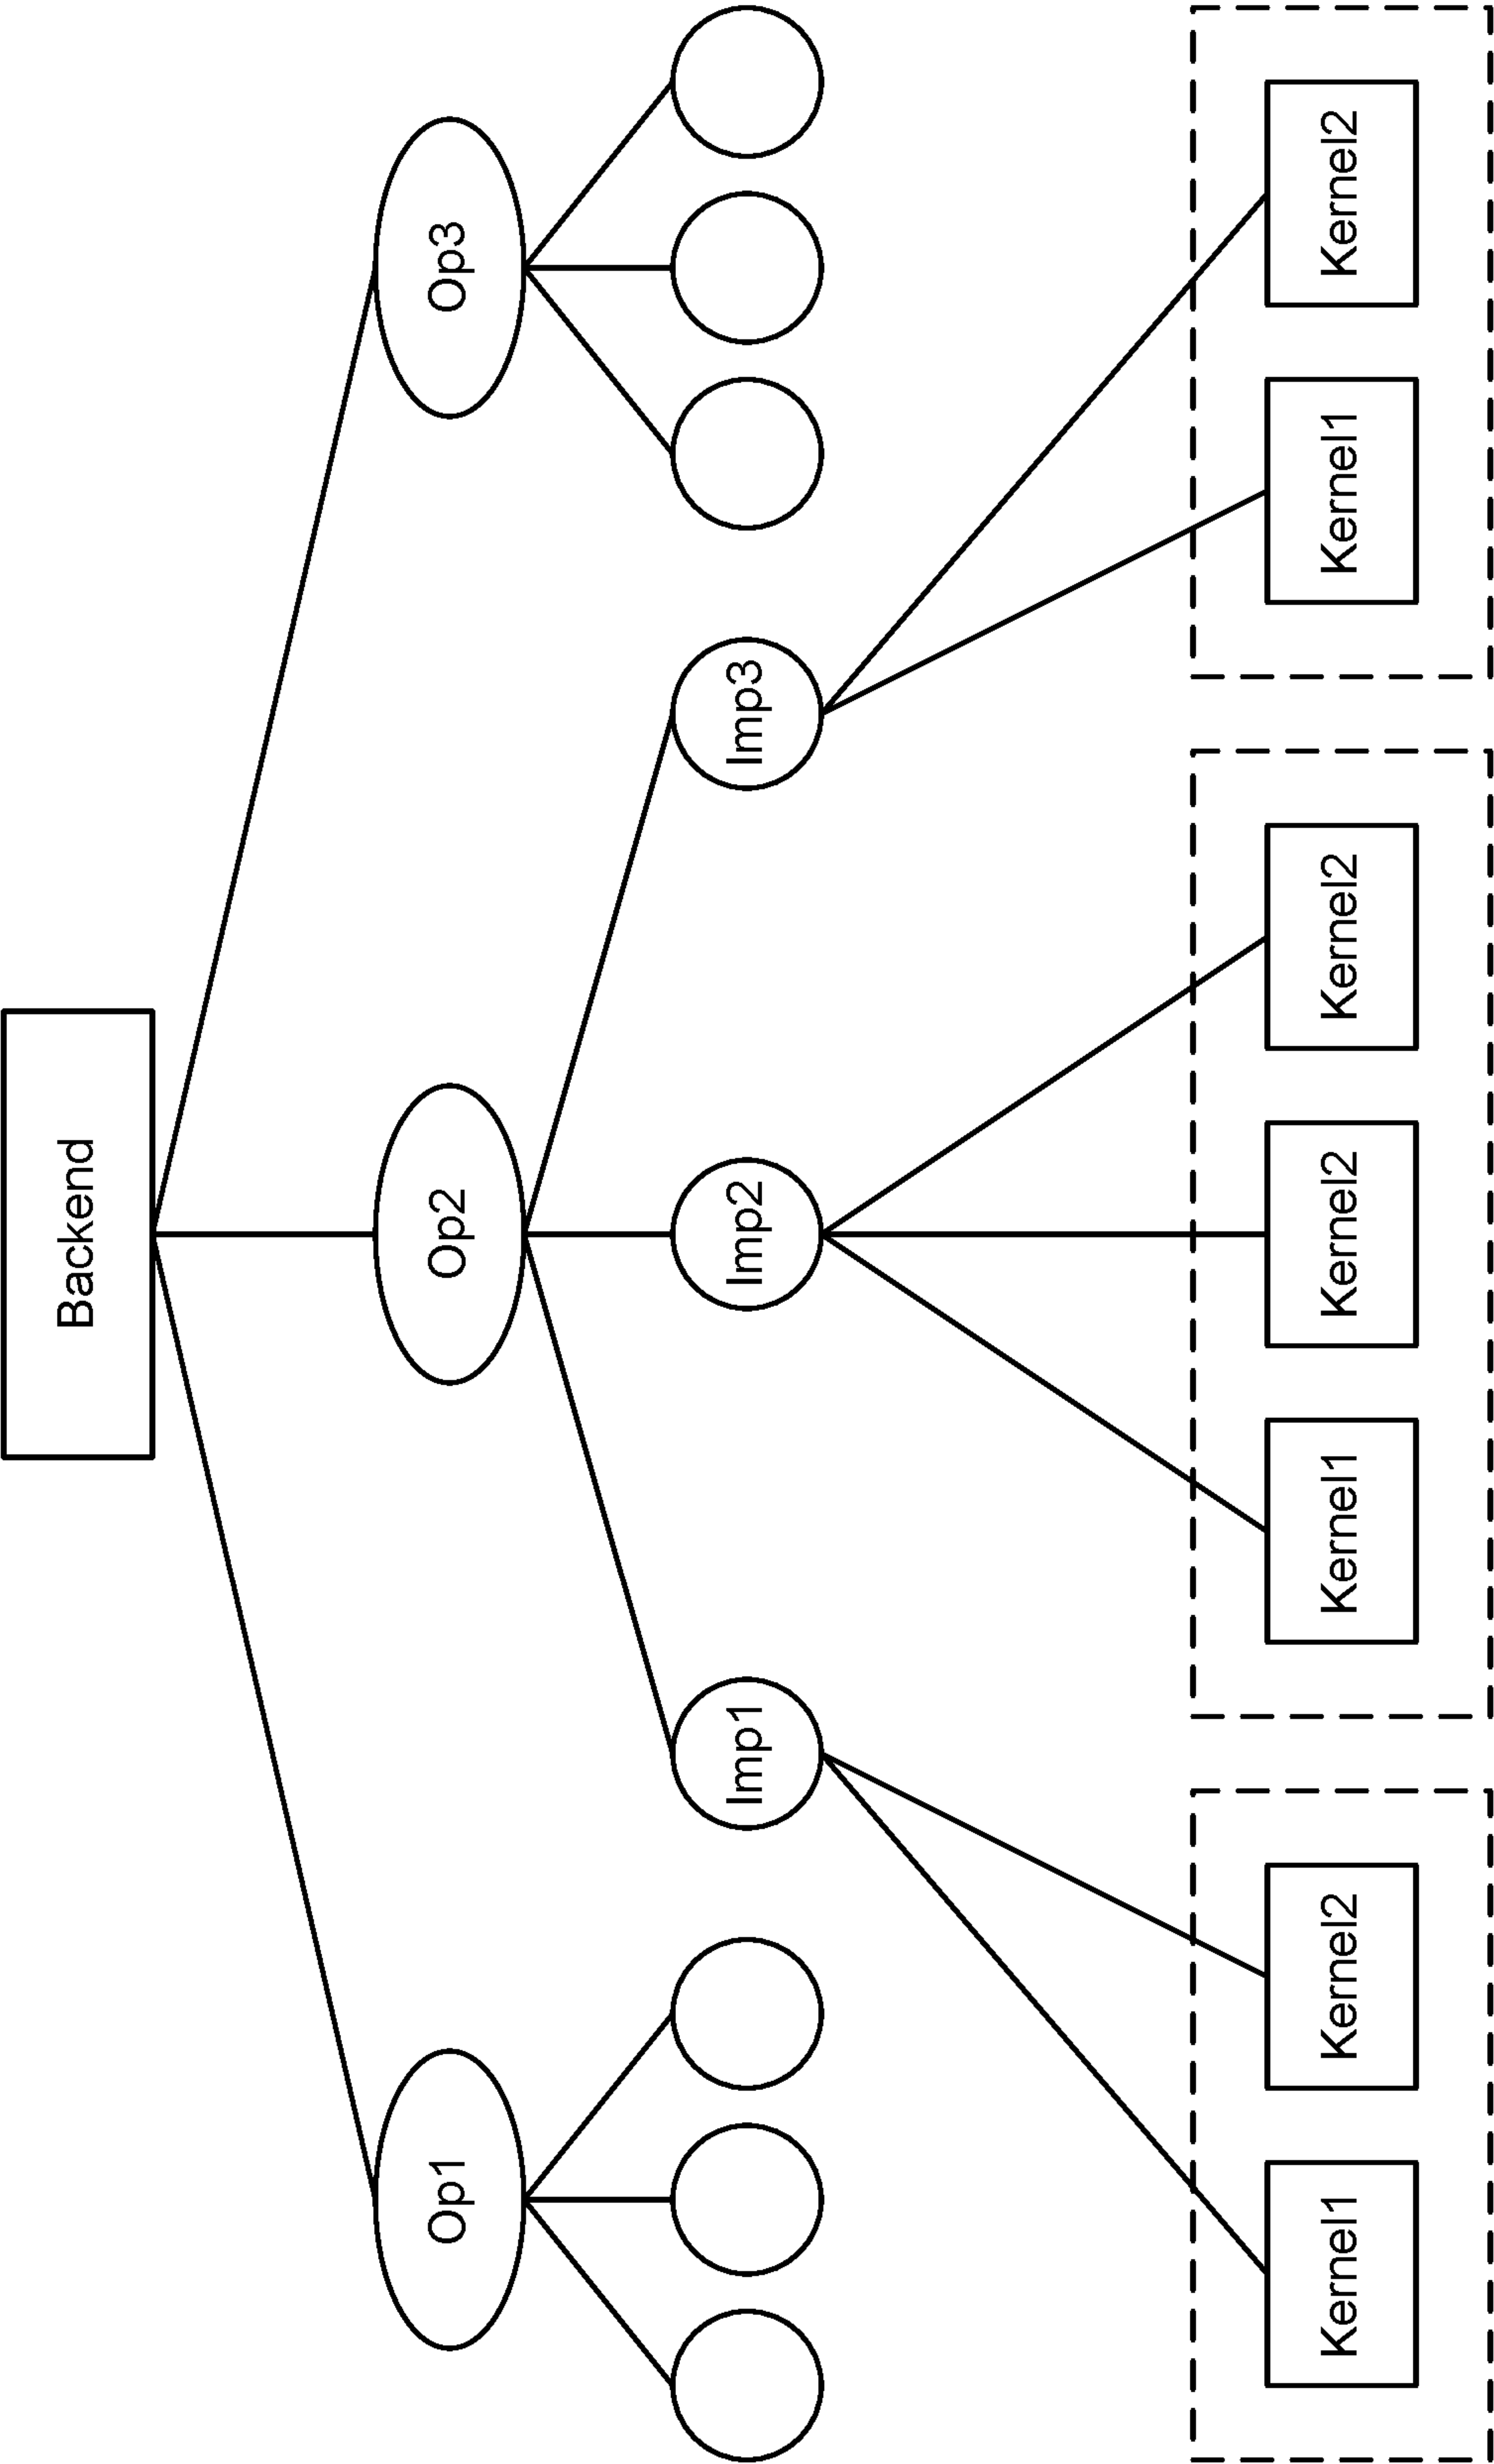 Backend
Op1
Op2
Op3
Imp1
Imp2
Imp3
Kernel1
Kernel2
Kernel1
Kernel2
Kernel2
Kernel1
Kernel2